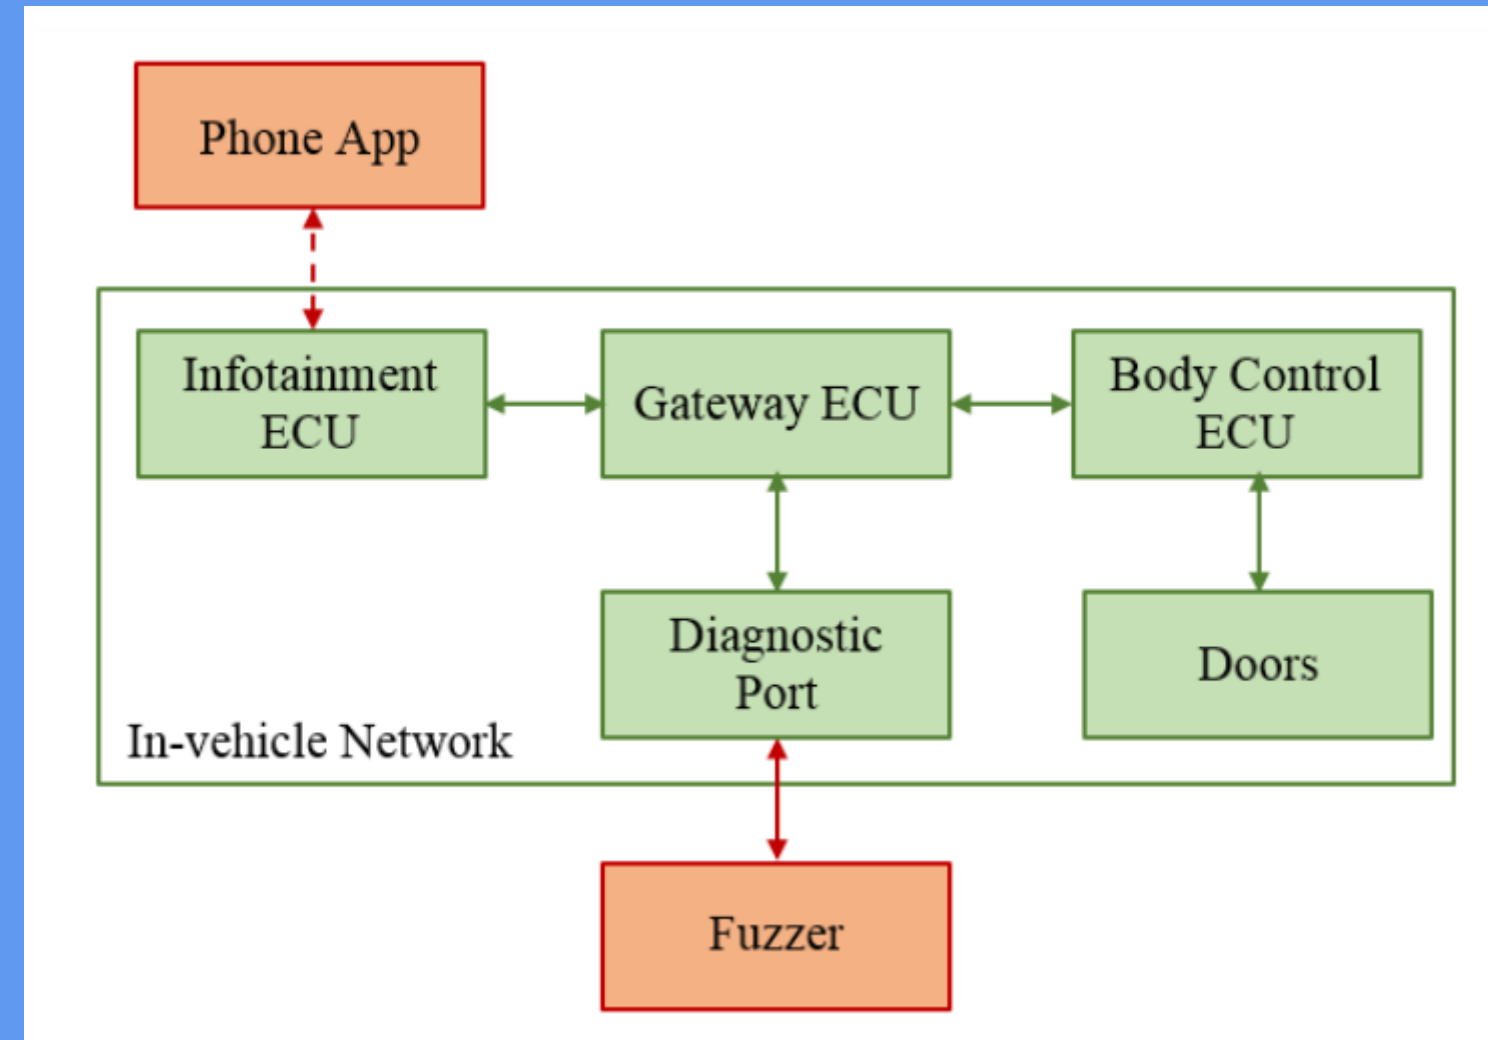 Phone App
Infotainment
ECU
Gateway ECU
Body Control
ECU
Diagnostic
Port
Doors
In-vehicle Network
Fuzzer